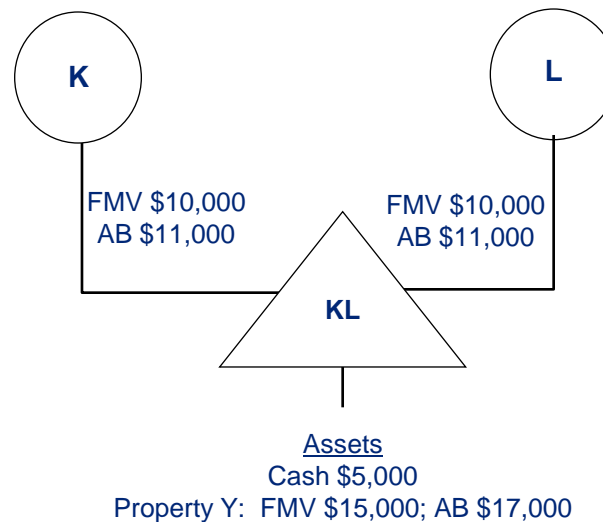 K
L
FMV $10,000
AB $11,000
FMV $10,000
AB $11,000
KL
Assets
Cash $5,000
Property Y: FMV $15,000; AB $17,000